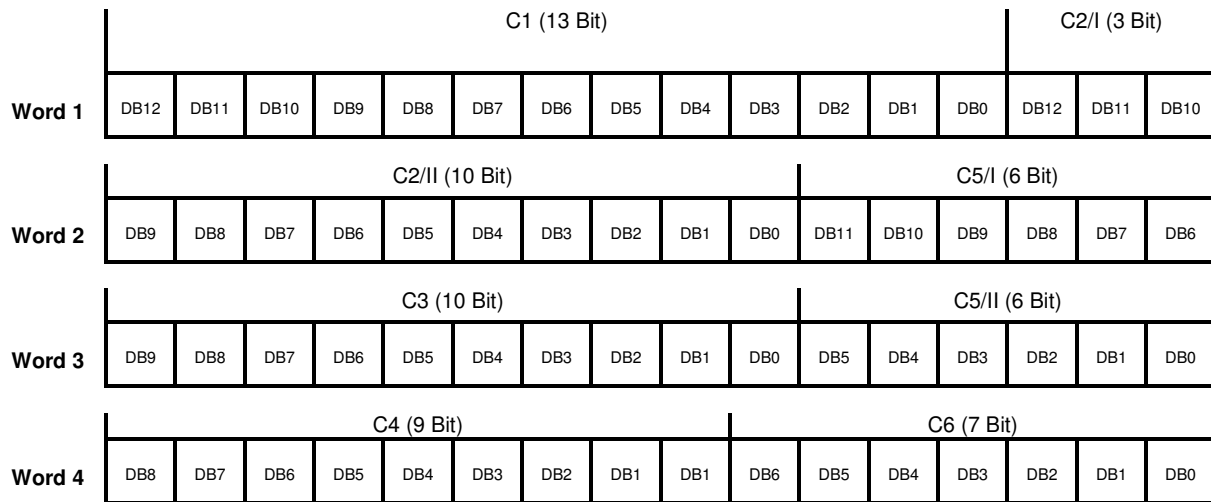 C1 (13 Bit) C2/I (3 Bit)
Word 1 DB12 DB11 DB10 DB9 DB8 DB7 DB6 DB5 DB4 DB3 DB2 DB1 DB0 DB12 DB11 DB10
C2/II (10 Bit) C5/I (6 Bit)
Word 2 DB9 DB8 DB7 DB6 DB5 DB4 DB3 DB2 DB1 DB0 DB11 DB10 DB9 DB8 DB7 DB6
C3 (10 Bit) C5/II (6 Bit)
Word 3 DB9 DB8 DB7 DB6 DB5 DB4 DB3 DB2 DB1 DB0 DB5 DB4 DB3 DB2 DB1 DB0
C4 (9 Bit) C6 (7 Bit)
Word 4 DB8 DB7 DB6 DB5 DB4 DB3 DB2 DB1 DB1 DB6 DB5 DB4 DB3 DB2 DB1 DB0